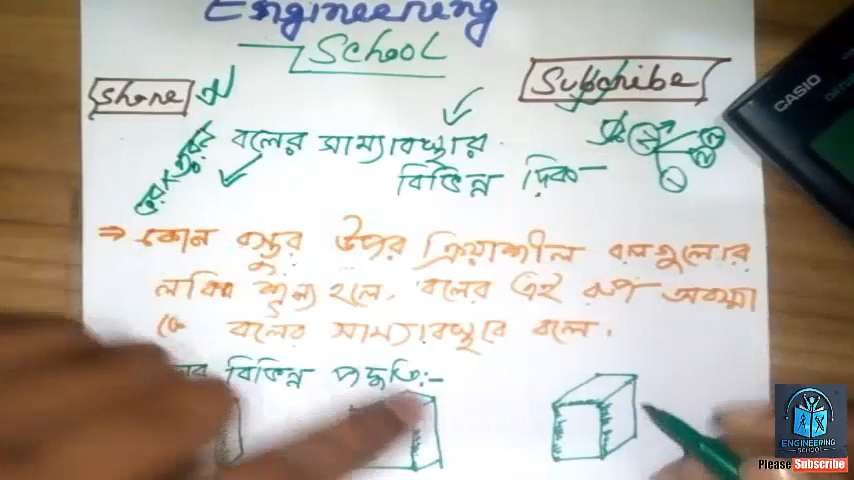 Engineering
School
Share
Subscribe
CASIO
বলের সাম্যাবস্থার
বিভিন্ন দিক
⇒ কোন বস্তুর উপর ক্রিয়াশীল বলগুলোর
লব্ধি শূন্য হলে, বলের এই রূপ অবস্থা
কে বলের সাম্যাবস্থা বলে।
বিভিন্ন পদ্ধতি:-
ENGINEERING
SCHOOL
Please Subscribe